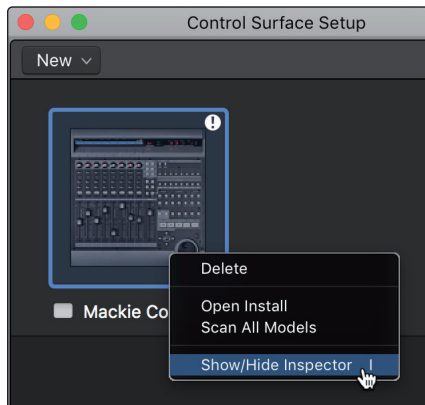 Control Surface Setup
New
!
Mackie Co
Delete
Open Install
Scan All Models
Show/Hide Inspector I